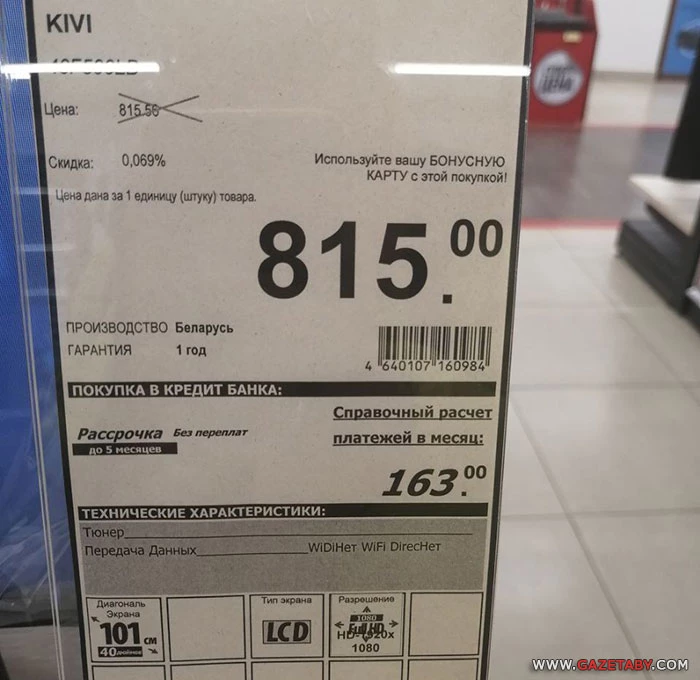 KIVI
Цена: 815.56
Скидка: 0,069%
Используйте вашу БОНУСНУЮ
КАРТУ с этой покупкой!
Цена дана за 1 единицу (штуку) товара.
815.00
ПРОИЗВОДСТВО Беларусь
ГАРАНТИЯ 1 год
4 640107 160984
ПОКУПКА В КРЕДИТ БАНКА:
Справочный расчет
Рассрочка Без переплат
платежей в месяц:
до 5 месяцев
163.00
ТЕХНИЧЕСКИЕ ХАРАКТЕРИСТИКИ:
Тюнер
Передача Данных WiDiНет WiFi DirecНет
Диагональ
Экрана
101 см
40 дюймов
Тип экрана
LCD
Разрешение
1080
Full HD
1080
WWW.GAZETABY.COM